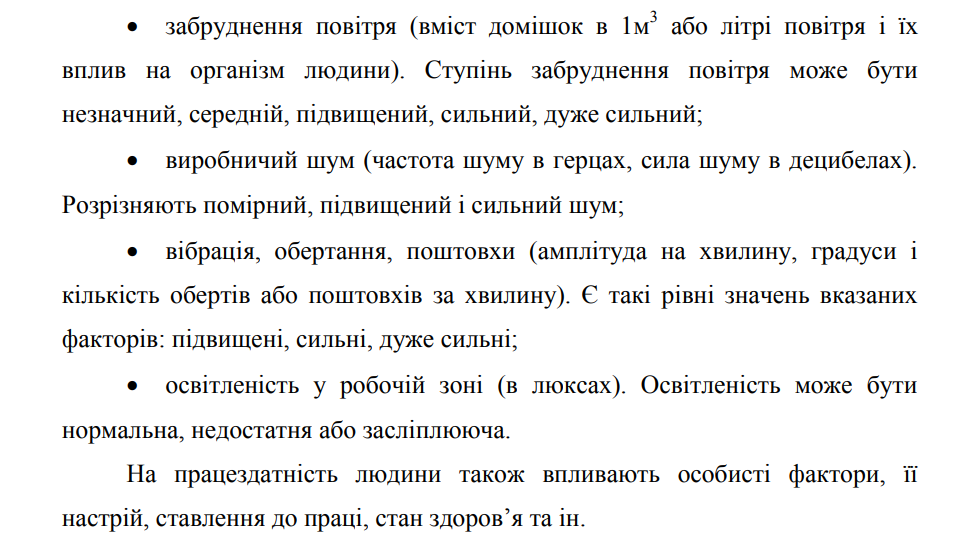 • забруднення повітря (вміст домішок в 1м³ або літрі повітря і їх
вплив на організм людини). Ступінь забруднення повітря може бути
незначний, середній, підвищений, сильний, дуже сильний;
• виробничий шум (частота шуму в герцах, сила шуму в децибелах).
Розрізняють помірний, підвищений і сильний шум;
• вібрація, обертання, поштовхи (амплітуда на хвилину, градуси і
кількість обертів або поштовхів за хвилину). Є такі рівні значень вказаних
факторів: підвищені, сильні, дуже сильні;
• освітленість у робочій зоні (в люксах). Освітленість може бути
нормальна, недостатня або засліплююча.
На працездатність людини також впливають особисті фактори, її
настрій, ставлення до праці, стан здоров’я та ін.